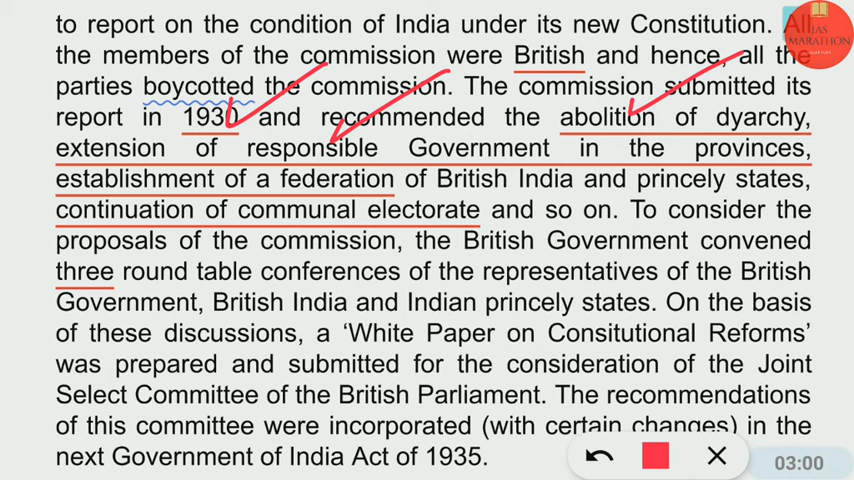 to report on the condition of India under its new Constitution. All
the members of the commission were British and hence, all the
parties boycotted the commission. The commission submitted its
report in 1930 and recommended the abolition of dyarchy,
extension of responsible Government in the provinces,
establishment of a federation of British India and princely states,
continuation of communal electorate and so on. To consider the
proposals of the commission, the British Government convened
three round table conferences of the representatives of the British
Government, British India and Indian princely states. On the basis
of these discussions, a ‘White Paper on Consitutional Reforms’
was prepared and submitted for the consideration of the Joint
Select Committee of the British Parliament. The recommendations
of this committee were incorporated (with certain changes) in the
next Government of India Act of 1935.
IAS
MARATHON
03:00